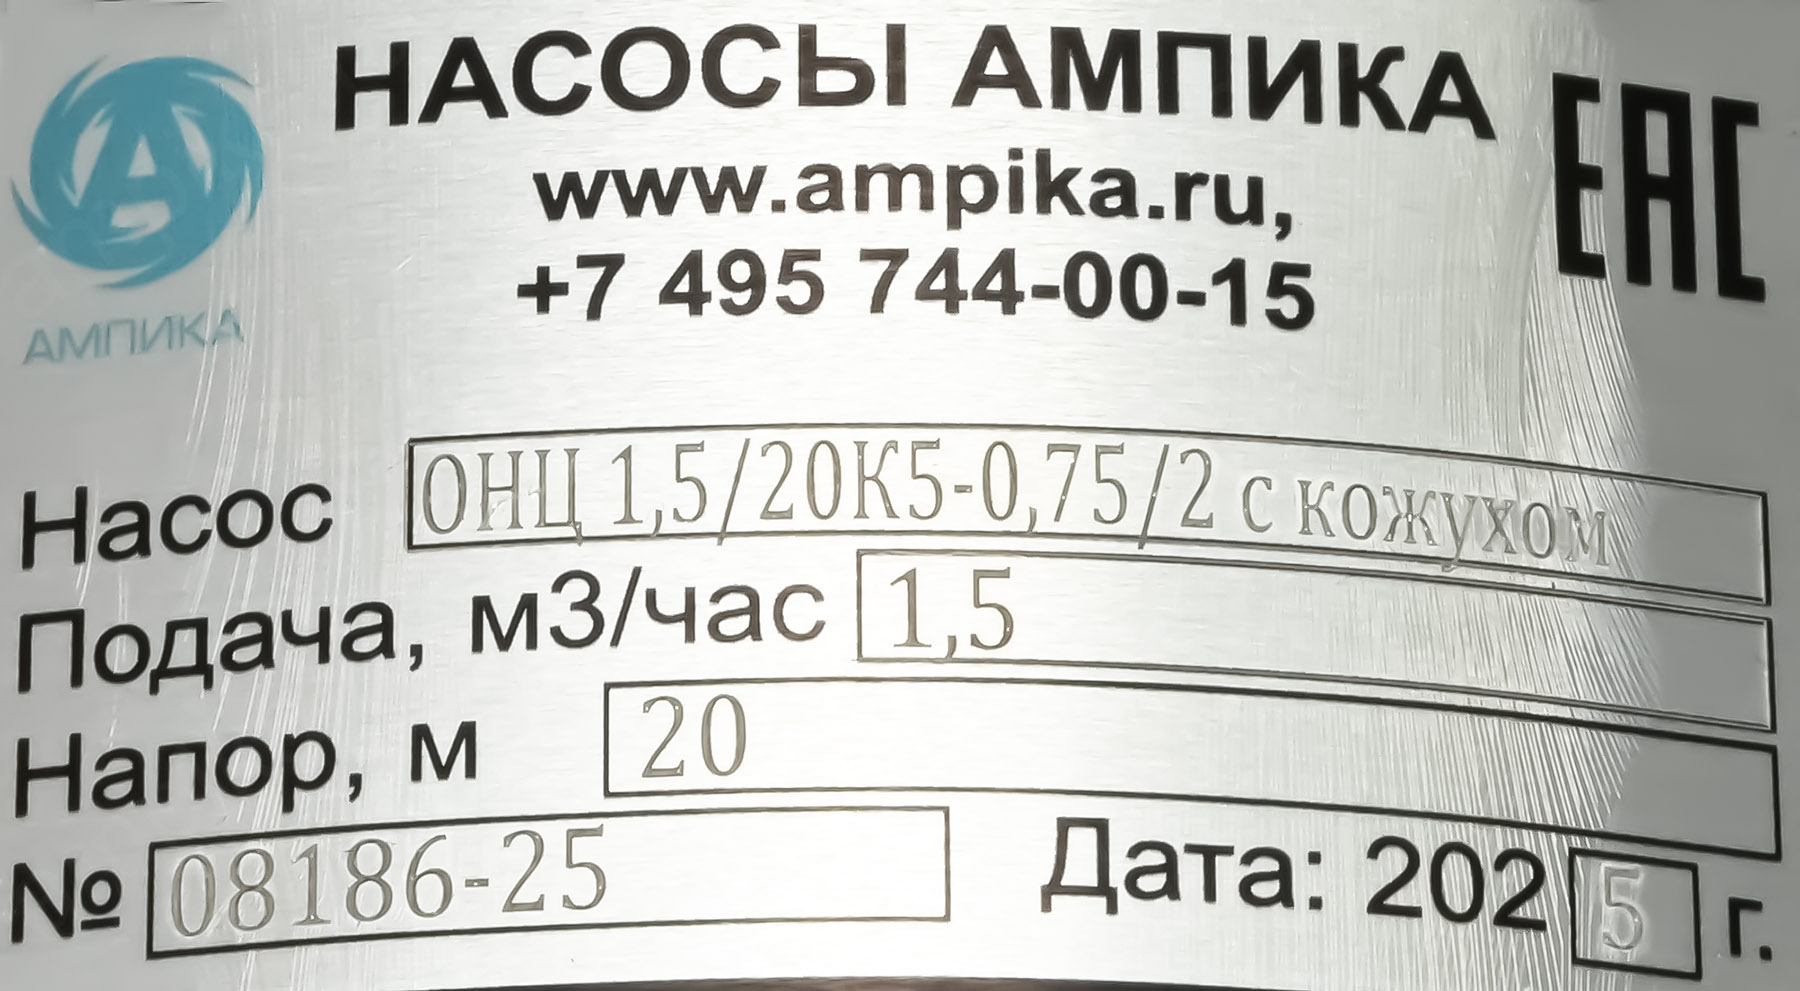 НАСОСЫ АМПИКА
www.ampika.ru,
+7 495 744-00-15
ЕАС
АМПИКА
Насос ОНЦ 1,5/20К5-0,75/2 с кожухом
Подача, м3/час 1,5
Напор, м 20
№ 08186-25 Дата: 2025 г.